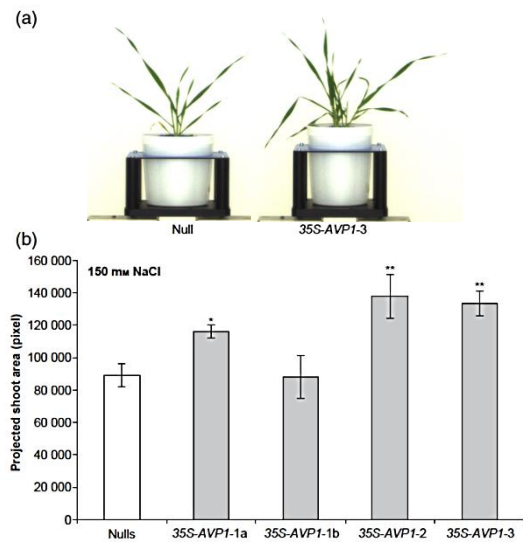 (a)
Null 35S-AVP1-3
(b)
160 000
140 000
120 000
100 000
80 000
60 000
40 000
20 000
0
Projected shoot area (pixel)
150 mM NaCl
*
**
**
Nulls 35S-AVP1-1a 35S-AVP1-1b 35S-AVP1-2 35S-AVP1-3